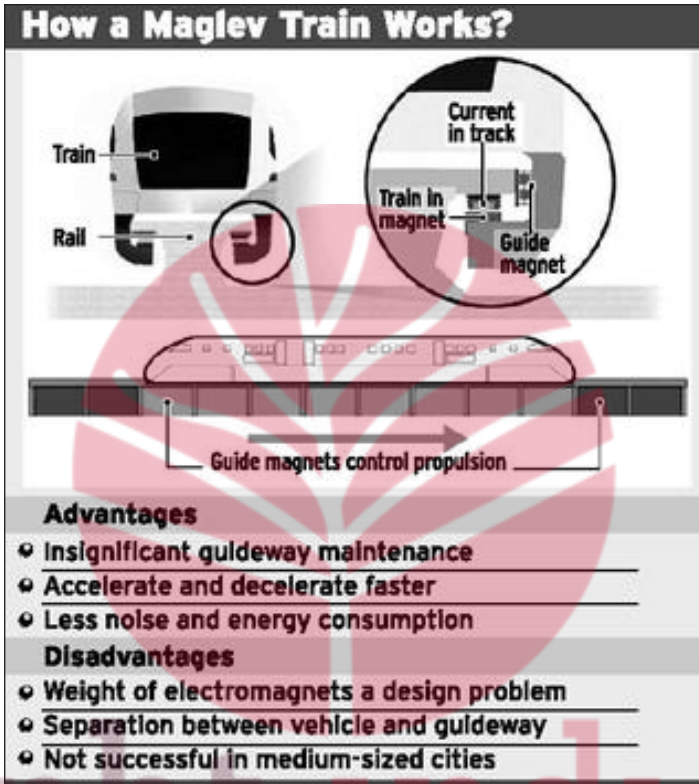 How a Maglev Train Works?
Train
Rail
Current
in track
Train in
magnet
Guide
magnet
Guide magnets control propulsion
Advantages
Insignificant guideway maintenance
Accelerate and decelerate faster
Less noise and energy consumption
Disadvantages
Weight of electromagnets a design problem
Separation between vehicle and guideway
Not successful in medium-sized cities